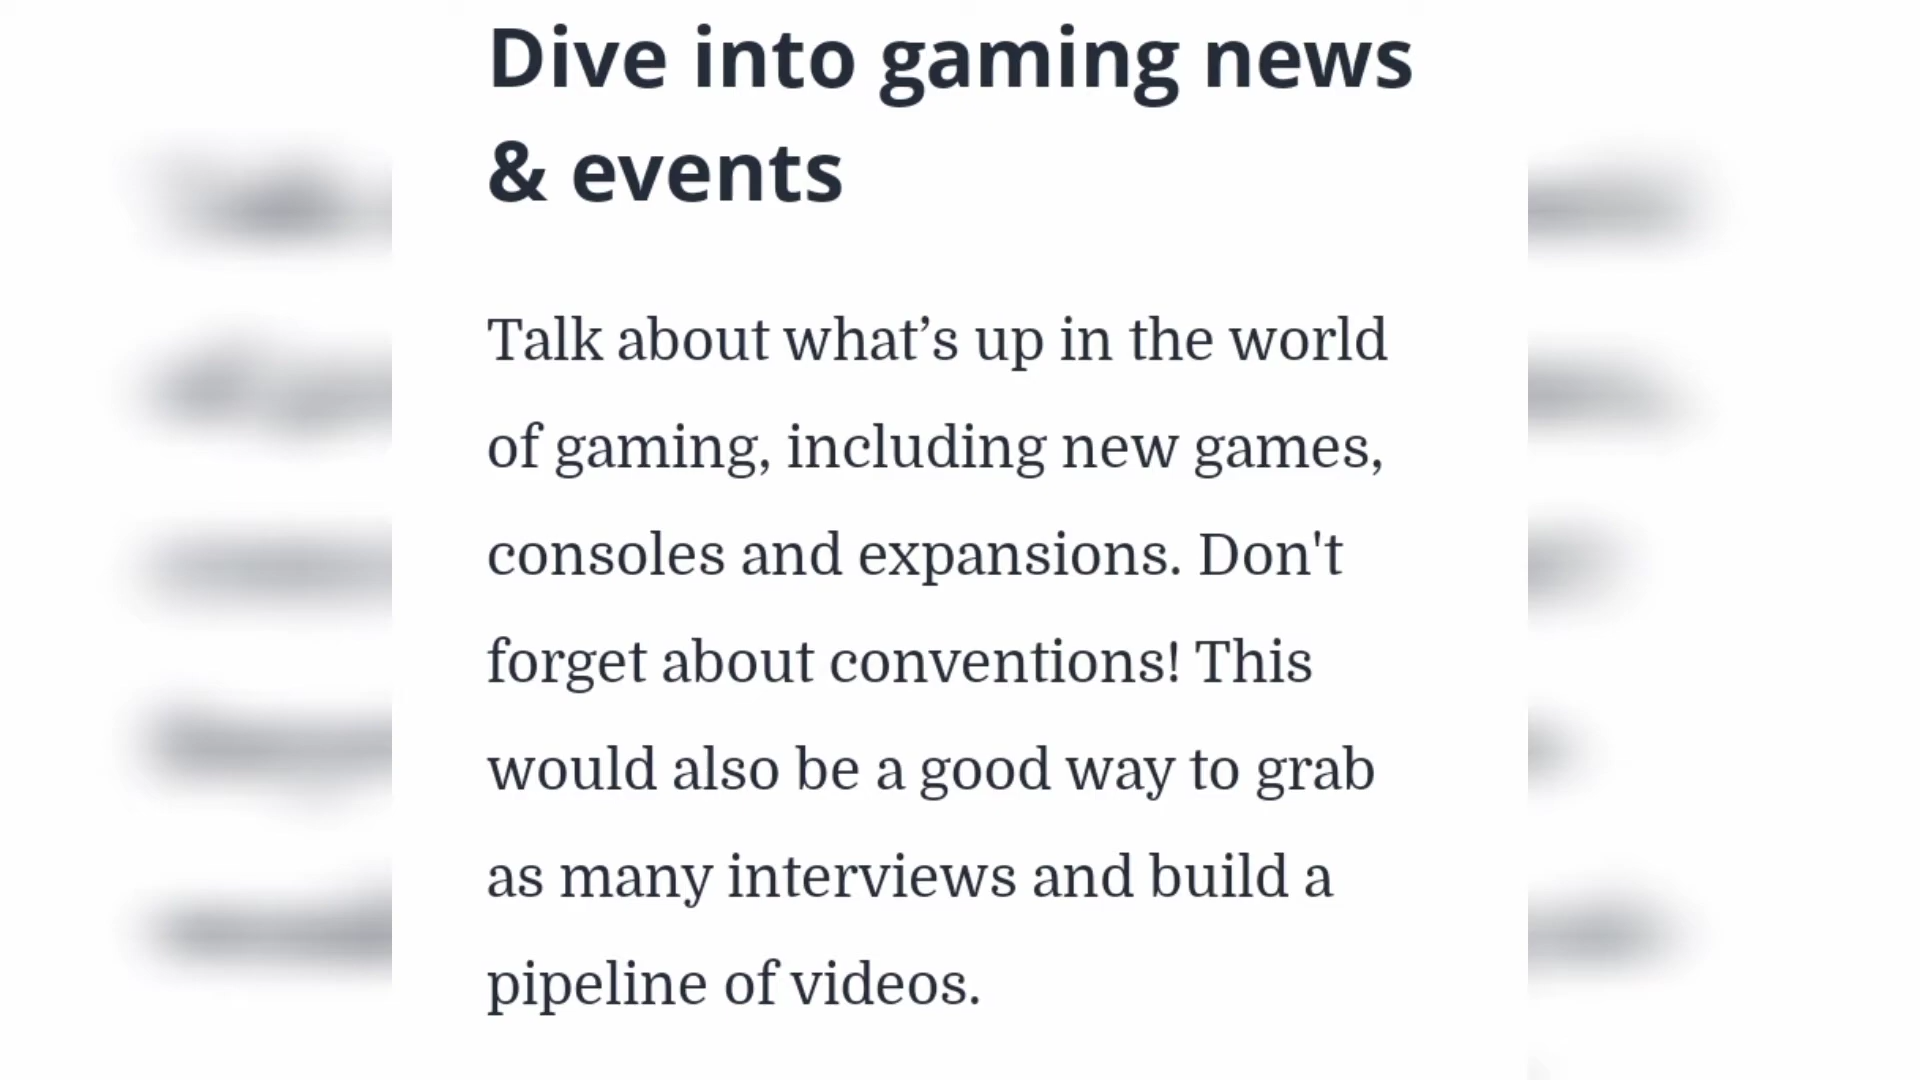 Dive into gaming news
& events
Talk about what’s up in the world
of gaming, including new games,
consoles and expansions. Don't
forget about conventions! This
would also be a good way to grab
as many interviews and build a
pipeline of videos.